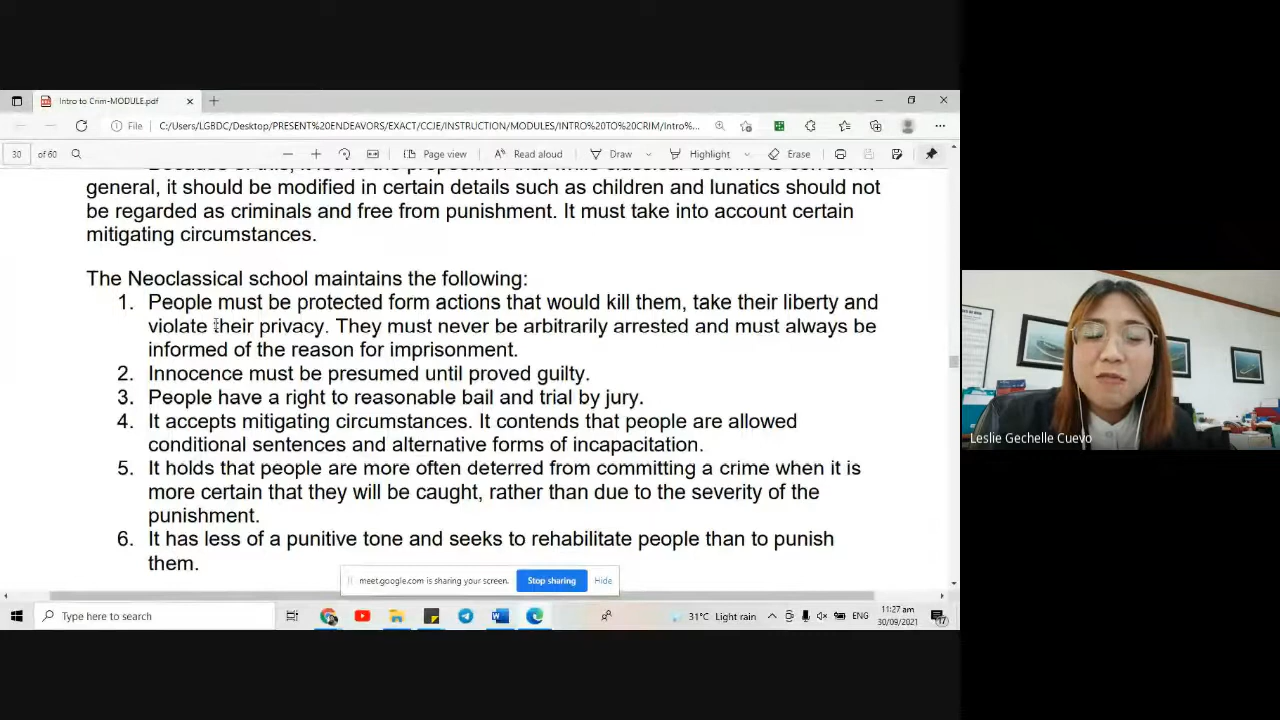 Intro to Crim-MODULE.pdf
File C:/Users/LGBDC/Desktop/PRESENT%20ENDEAVORS/EXACT/CCJE/INSTRUCTION/MODULES/INTRO%20TO%20CRIM/Intro%...
30 of 60 Page view Read aloud Draw Highlight Erase
general, it should be modified in certain details such as children and lunatics should not
be regarded as criminals and free from punishment. It must take into account certain
mitigating circumstances.
The Neoclassical school maintains the following:
1. People must be protected form actions that would kill them, take their liberty and
violate their privacy. They must never be arbitrarily arrested and must always be
informed of the reason for imprisonment.
2. Innocence must be presumed until proved guilty.
3. People have a right to reasonable bail and trial by jury.
4. It accepts mitigating circumstances. It contends that people are allowed
conditional sentences and alternative forms of incapacitation.
5. It holds that people are more often deterred from committing a crime when it is
more certain that they will be caught, rather than due to the severity of the
punishment.
6. It has less of a punitive tone and seeks to rehabilitate people than to punish
them.
meet.google.com is sharing your screen. Stop sharing Hide
Type here to search 31°C Light rain ENG 11:27 am
30/09/2021
Leslie Gechelle Cuevo